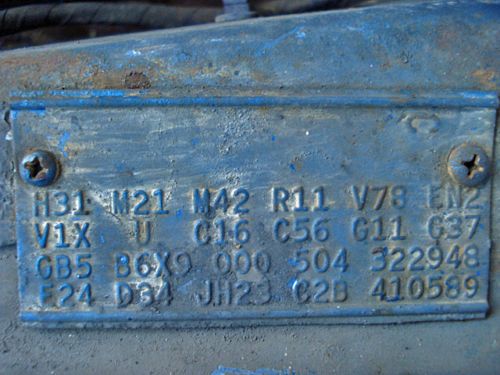 H31 M21 M42 R11 V78 EN2
V1X U C16 C56 G11 G37
GB5 B6X9 000 504 322948
E24 D34 JH23 C2B 410589